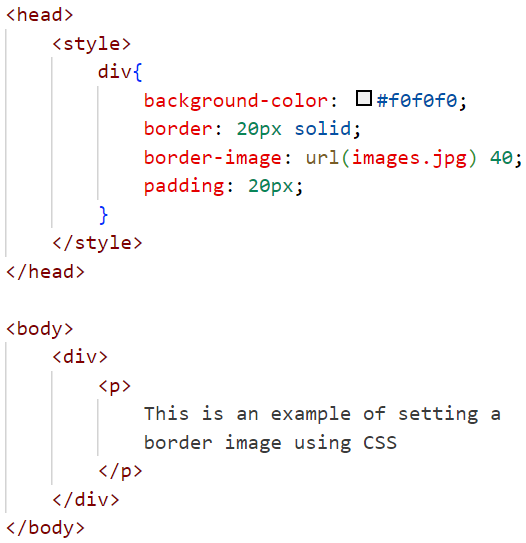 <head>
<style>
div{
background-color: #f0f0f0;
border: 20px solid;
border-image: url(images.jpg) 40;
padding: 20px;
}
</style>
</head>
<body>
<div>
<p>
This is an example of setting a
border image using CSS
</p>
</div>
</body>